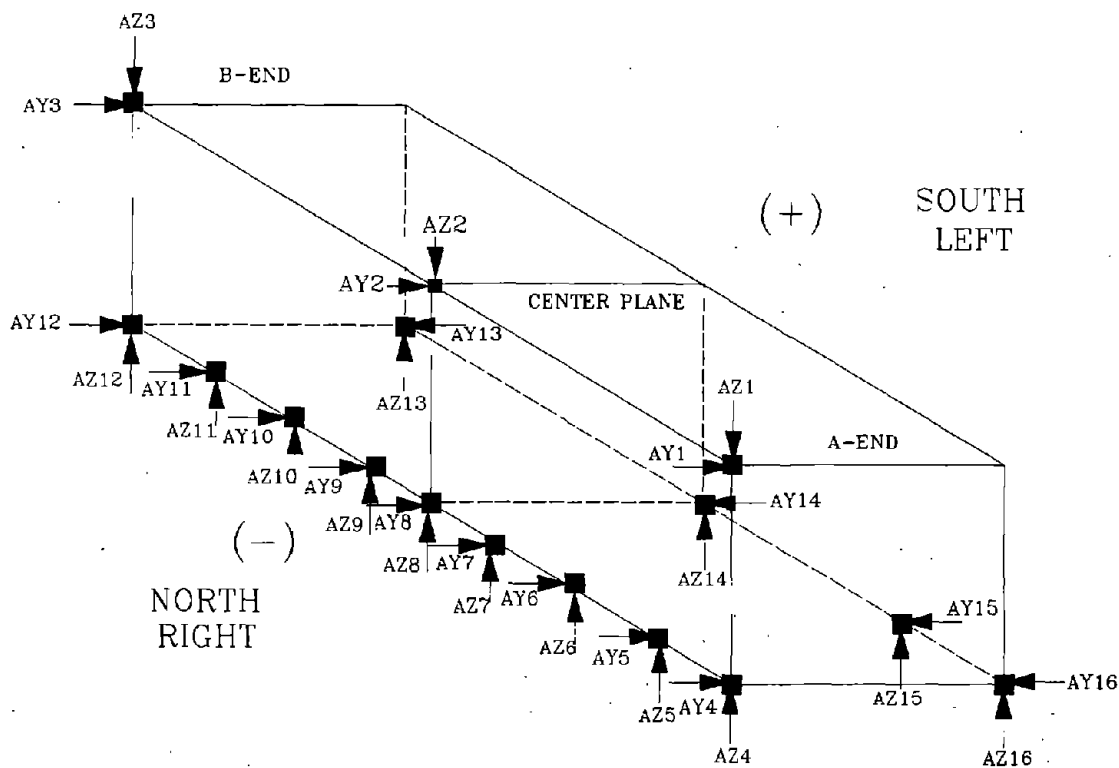 AZ3
B-END
AY3
(+)
SOUTH
LEFT
AZ2
AY2
CENTER PLANE
AY12
AY13
AZ12
AY11
AZ13
AZ1
AZ11
AY10
AY1
A-END
AZ10
AY9
AZ9
AY8
AY14
(-)
AZ8
AY7
AZ14
AZ7
AY6
NORTH
RIGHT
AY15
AZ6
AY5
AZ5
AY4
AZ15
AY16
AZ4
AZ16